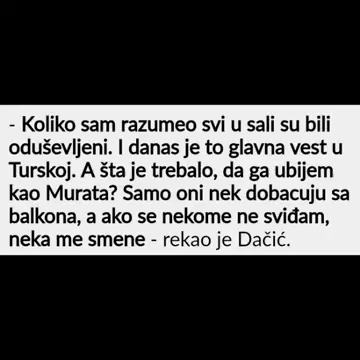 - Koliko sam razumeo svi u sali su bili
oduševljeni. I danas je to glavna vest u
Turskoj. A šta je trebalo, da ga ubijem
kao Murata? Samo oni nek dobacuju sa
balkona, a ako se nekome ne sviđam,
neka me smene - rekao je Dačić.